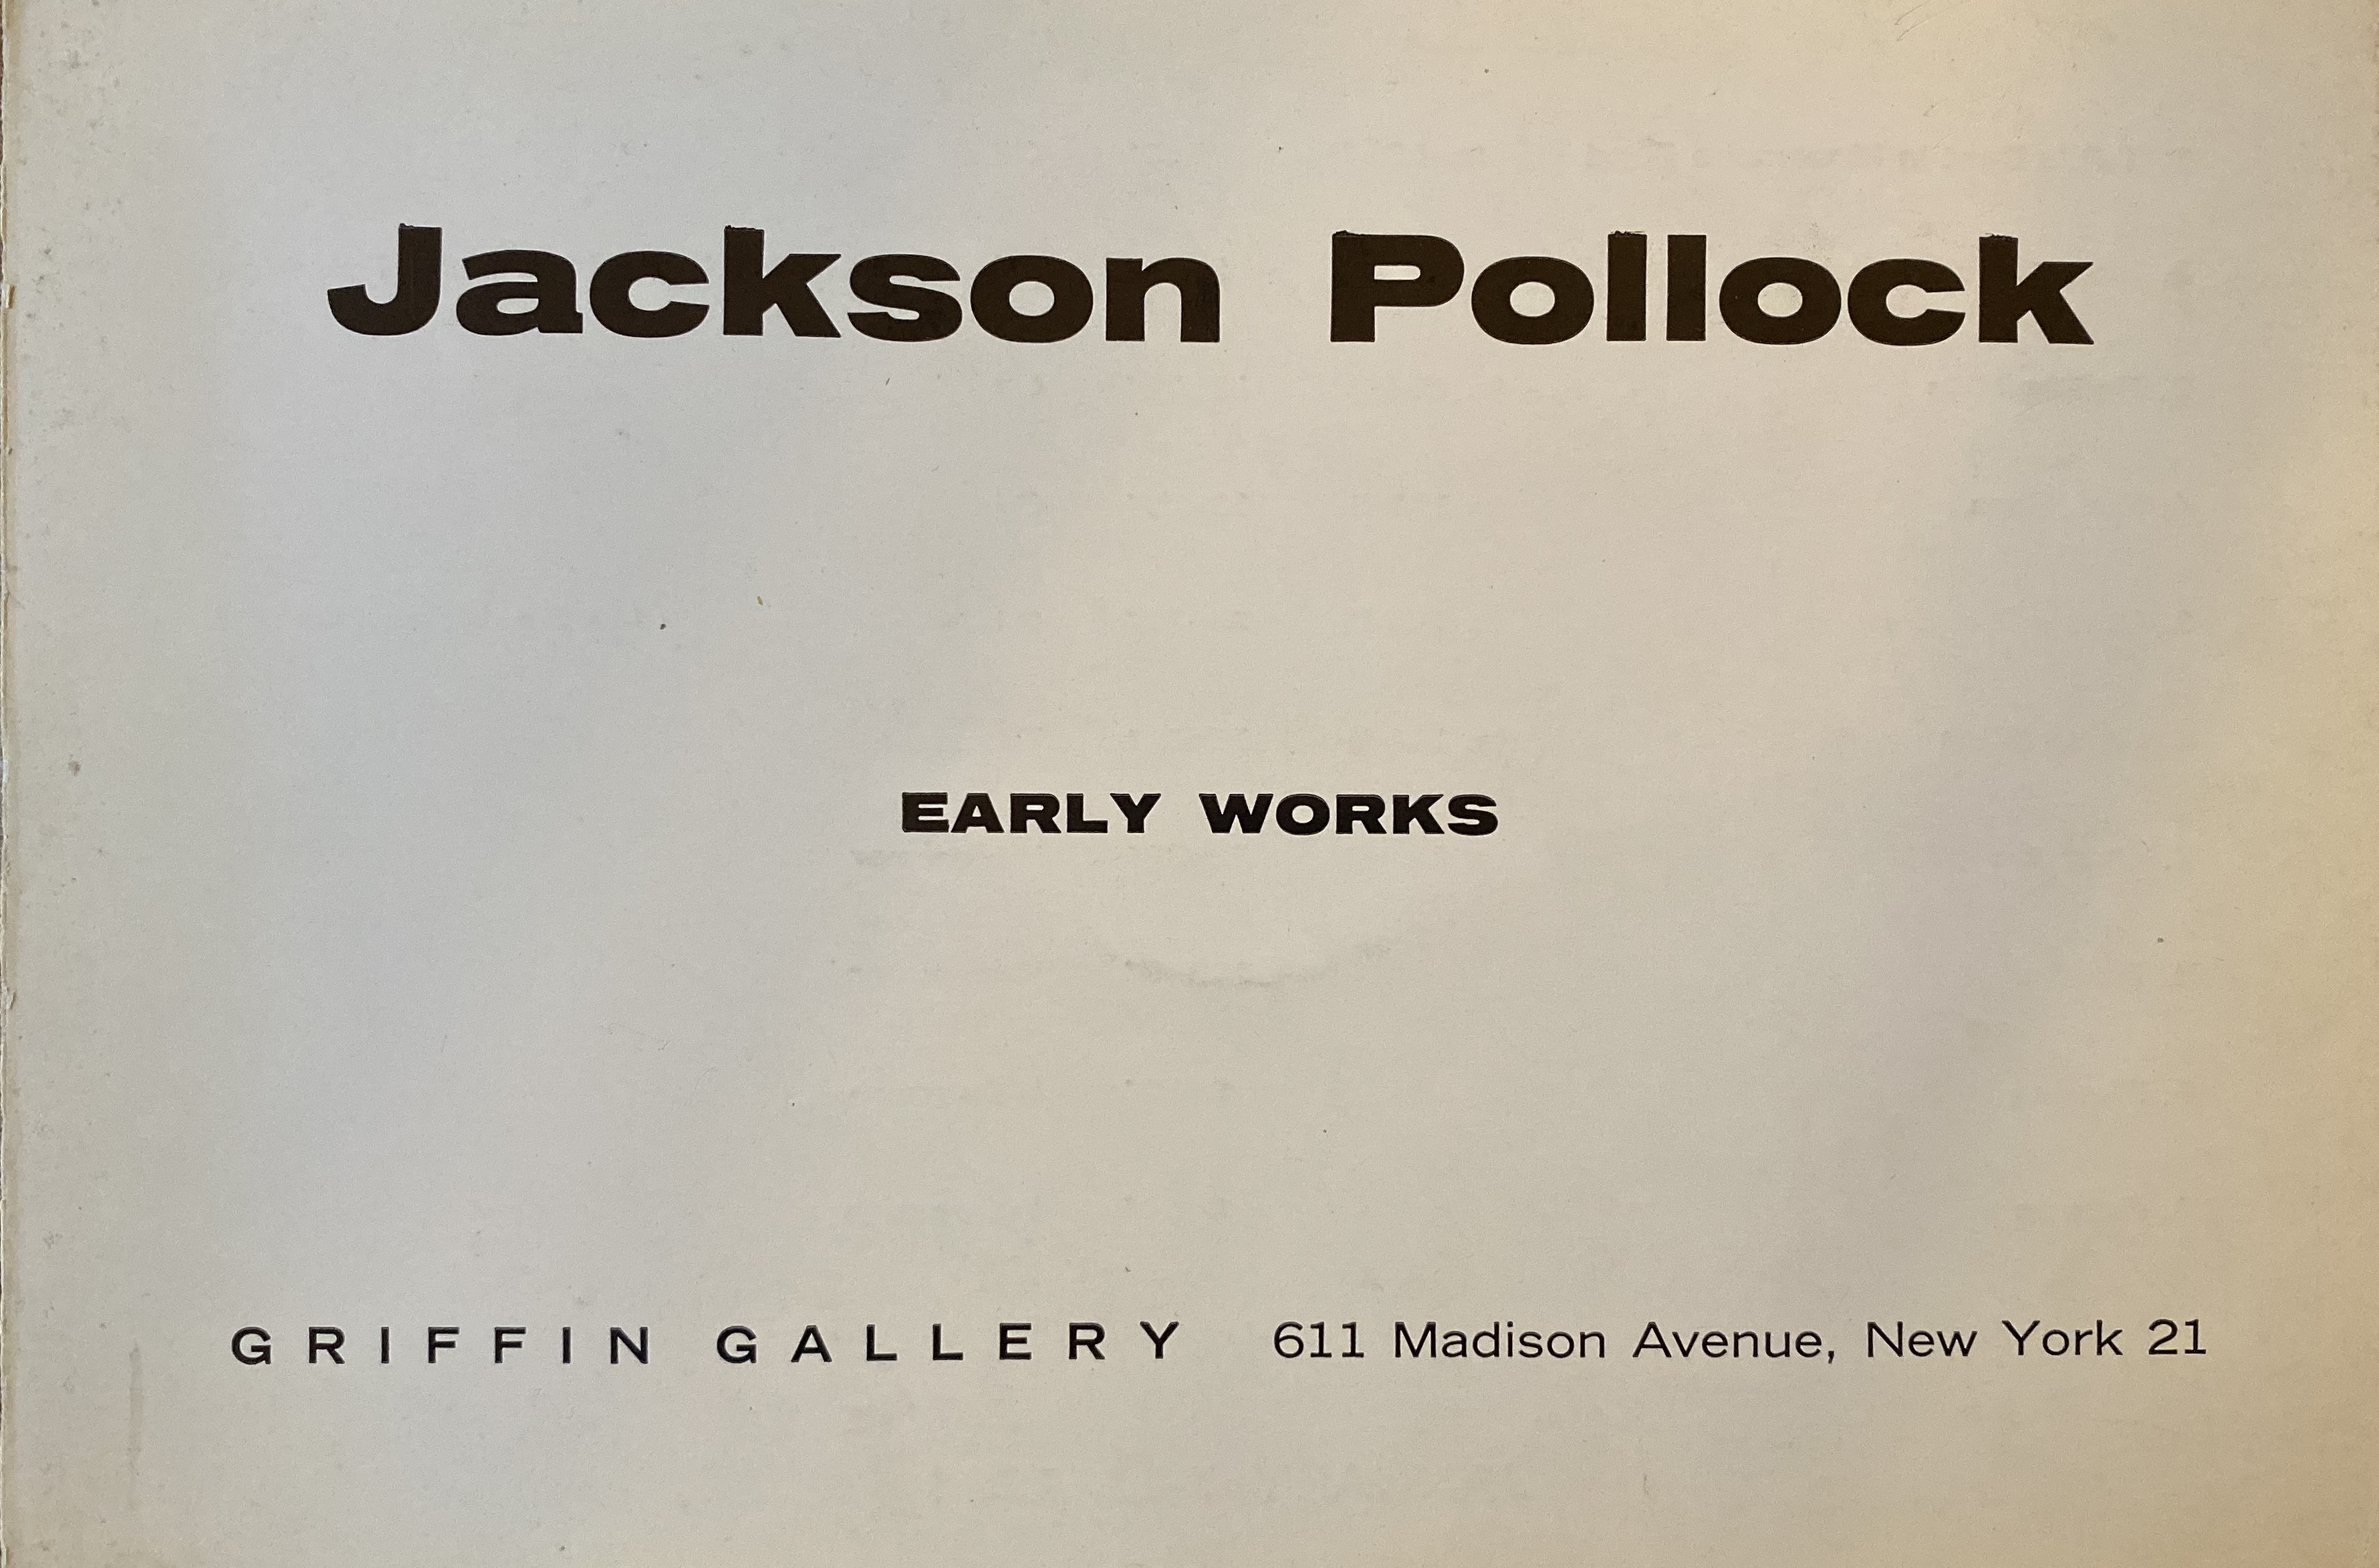 Jackson Pollock
EARLY WORKS
GRIFFIN GALLERY 611 Madison Avenue, New York 21